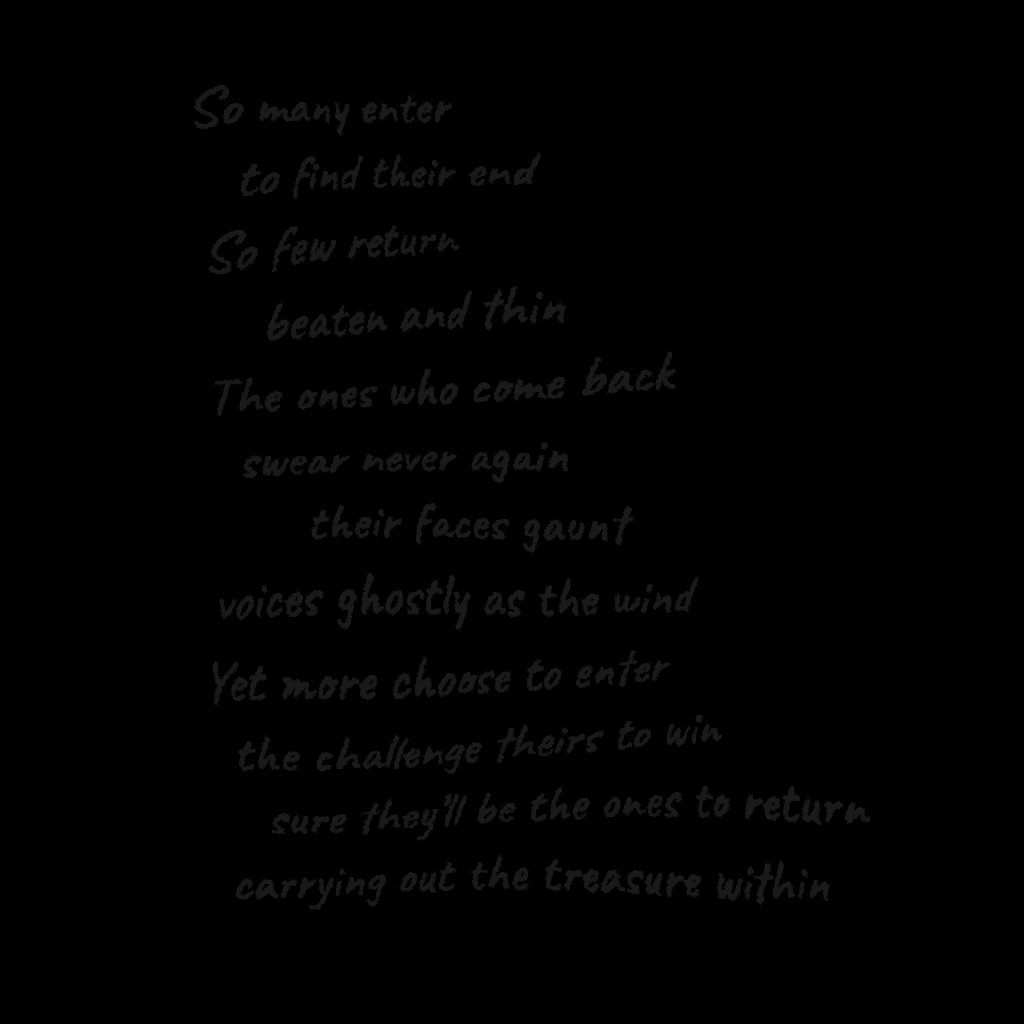 So many enter
to find their end
So few return
beaten and thin
The ones who come back
swear never again
their faces gaunt
voices ghostly as the wind
Yet more choose to enter
the challenge theirs to win
sure they'll be the ones to return
carrying out the treasure within